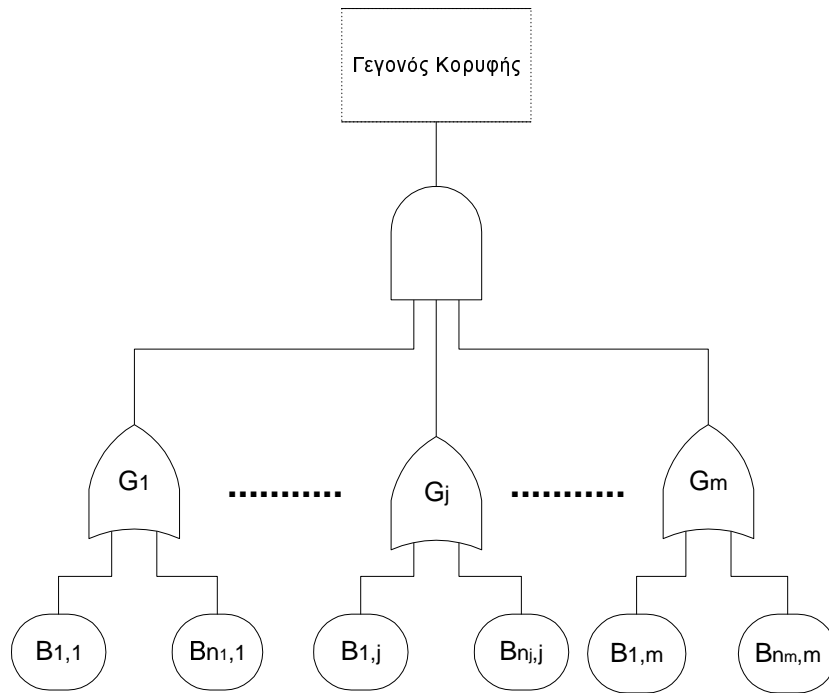 Γεγονός Κορυφής
G1
Gj
Gm
B1,1
Bn1,1
B1,j
Bnj,j
B1,m
Bnm,m